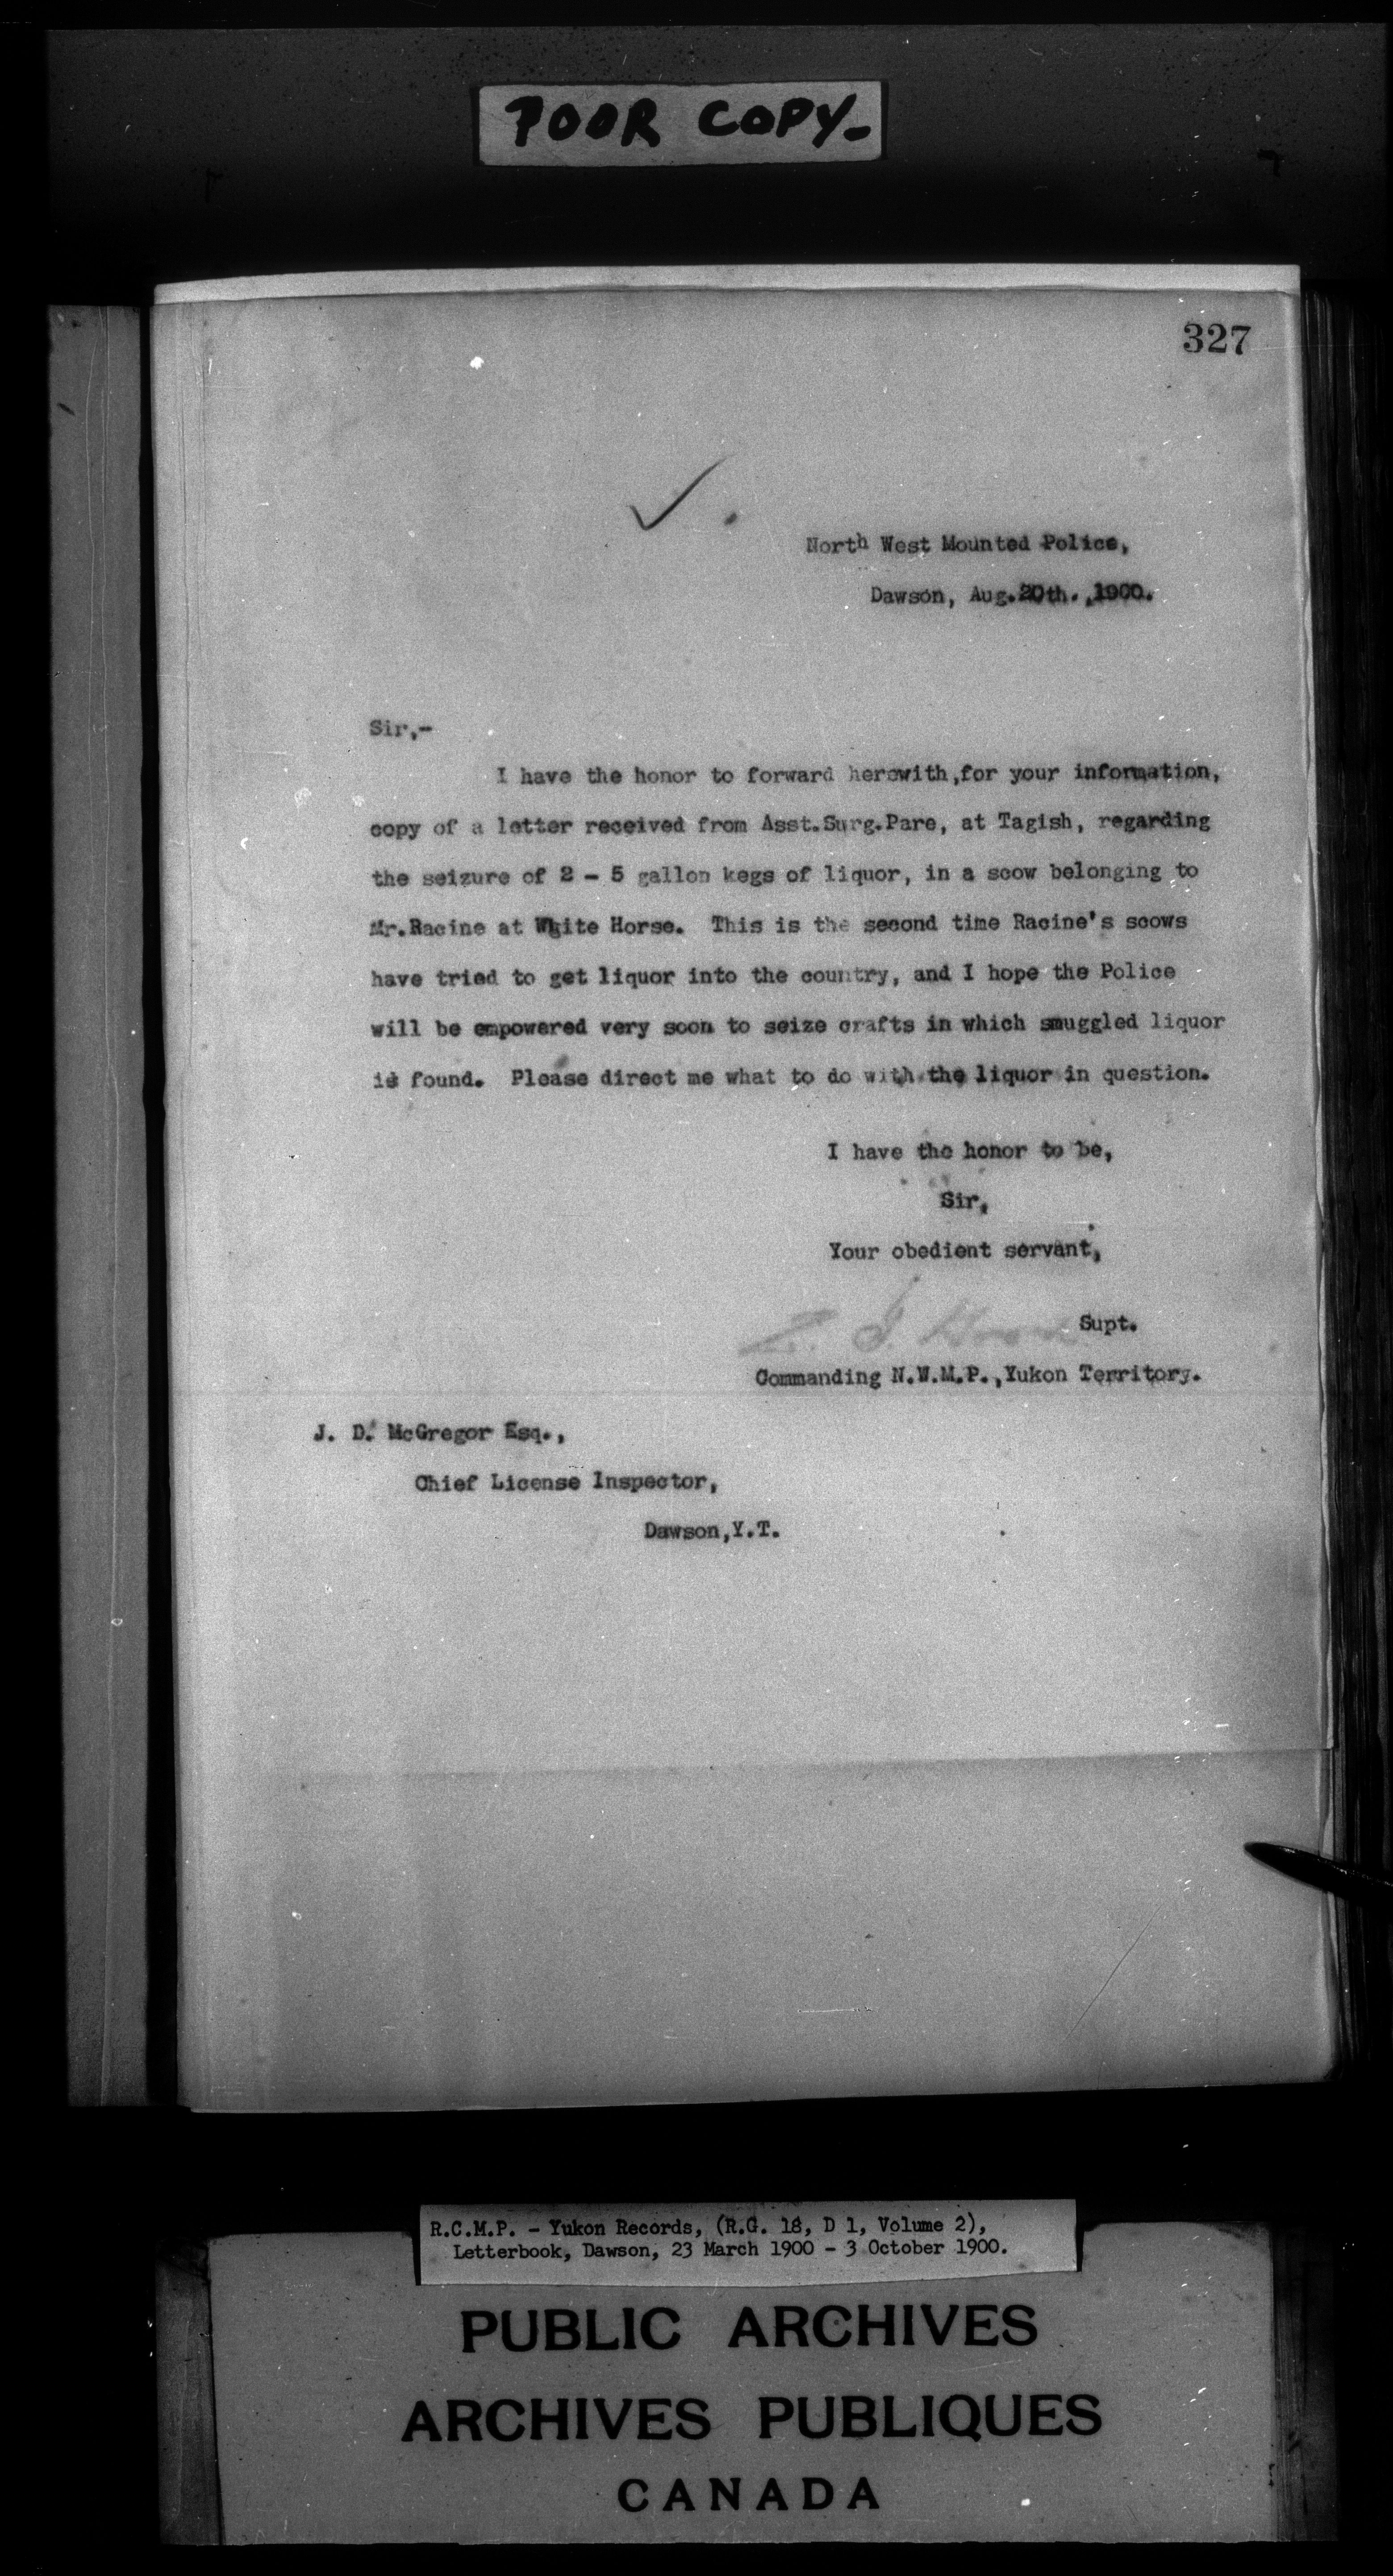 POOR COPY-
327
North West Mounted Police,
Dawson, Aug.20th.,1900.
Sir,-
I have the honor to forward herewith,for your information,
copy of a letter received from Asst.Surg.Pare, at Tagish, regarding
the seizure of 2 - 5 gallon kegs of liquor, in a scow belonging to
Mr.Racine at White Horse. This is the second time Racine's scows
have tried to get liquor into the country, and I hope the Police
will be empowered very soon to seize crafts in which smuggled liquor
is found. Please direct me what to do with the liquor in question.
I have the honor to be,
Sir,
Your obedient servant,
Supt.
Commanding N.W.M.P.,Yukon Territory.
J. D. McGregor Esq.,
Chief License Inspector,
Dawson,Y.T.
R.C.M.P. - Yukon Records, (R.G. 18, D 1, Volume 2),
Letterbook, Dawson, 23 March 1900 - 3 October 1900.
PUBLIC ARCHIVES
ARCHIVES PUBLIQUES
CANADA